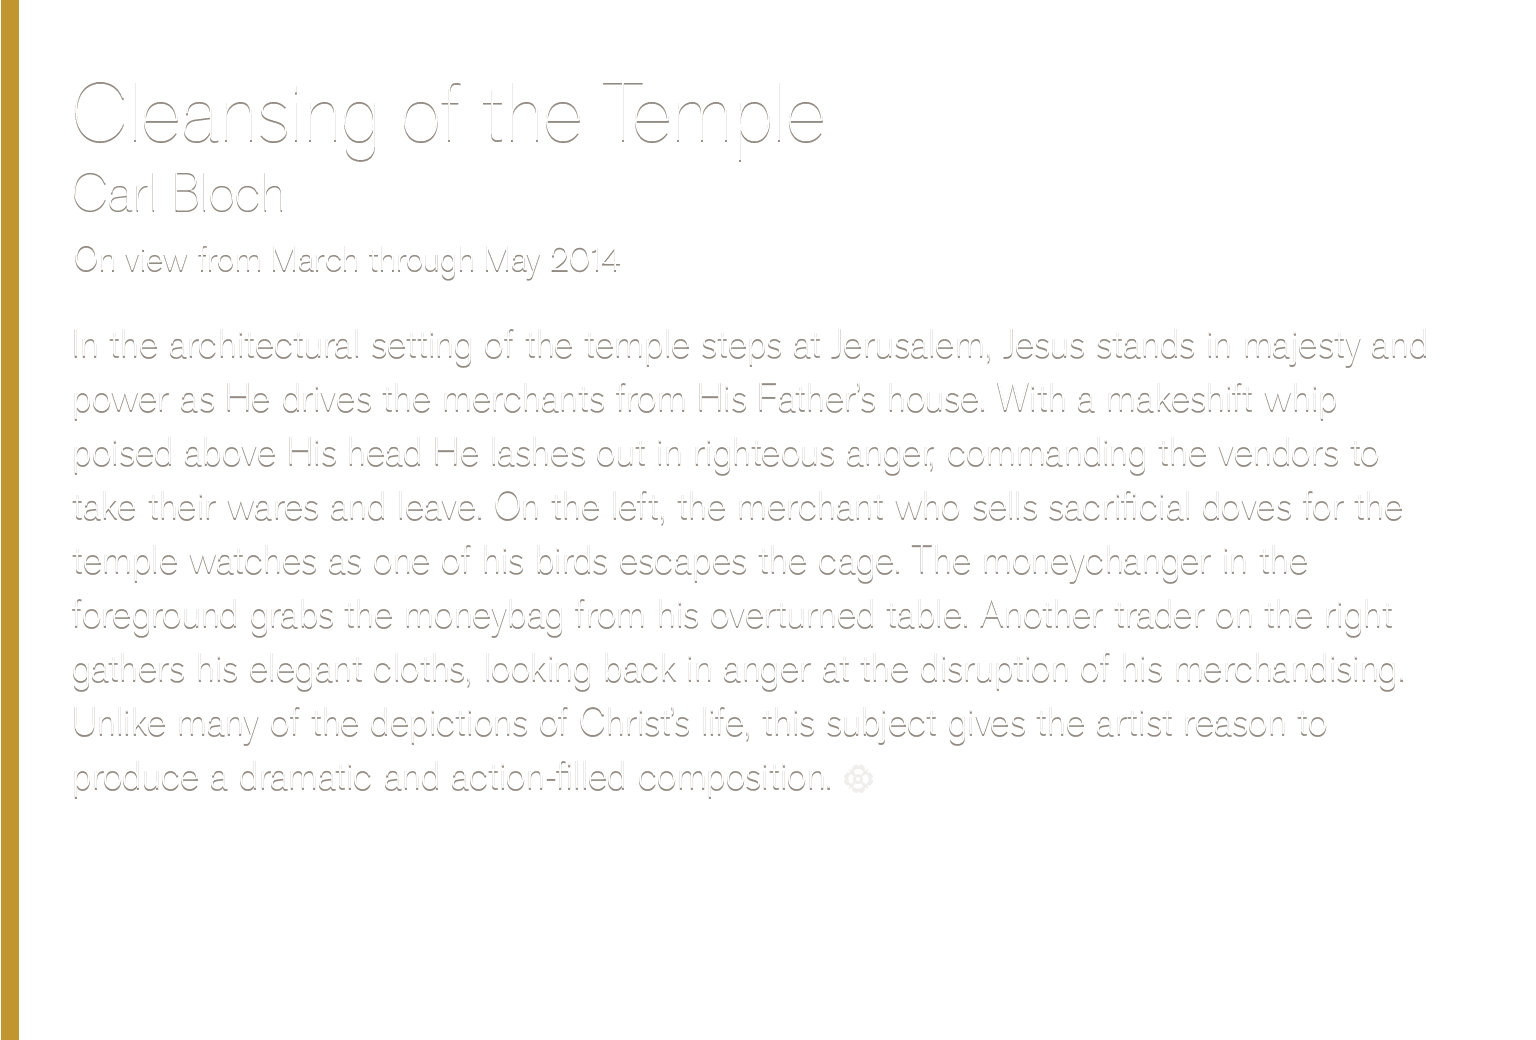 Cleansing of the Temple
Carl Bloch
On view from March through May 2014
In the architectural setting of the temple steps at Jerusalem, Jesus stands in majesty and
power as He drives the merchants from His Father’s house. With a makeshift whip
poised above His head He lashes out in righteous anger, commanding the vendors to
take their wares and leave. On the left, the merchant who sells sacrificial doves for the
temple watches as one of his birds escapes the cage. The moneychanger in the
foreground grabs the moneybag from his overturned table. Another trader on the right
gathers his elegant cloths, looking back in anger at the disruption of his merchandising.
Unlike many of the depictions of Christ’s life, this subject gives the artist reason to
produce a dramatic and action-filled composition.